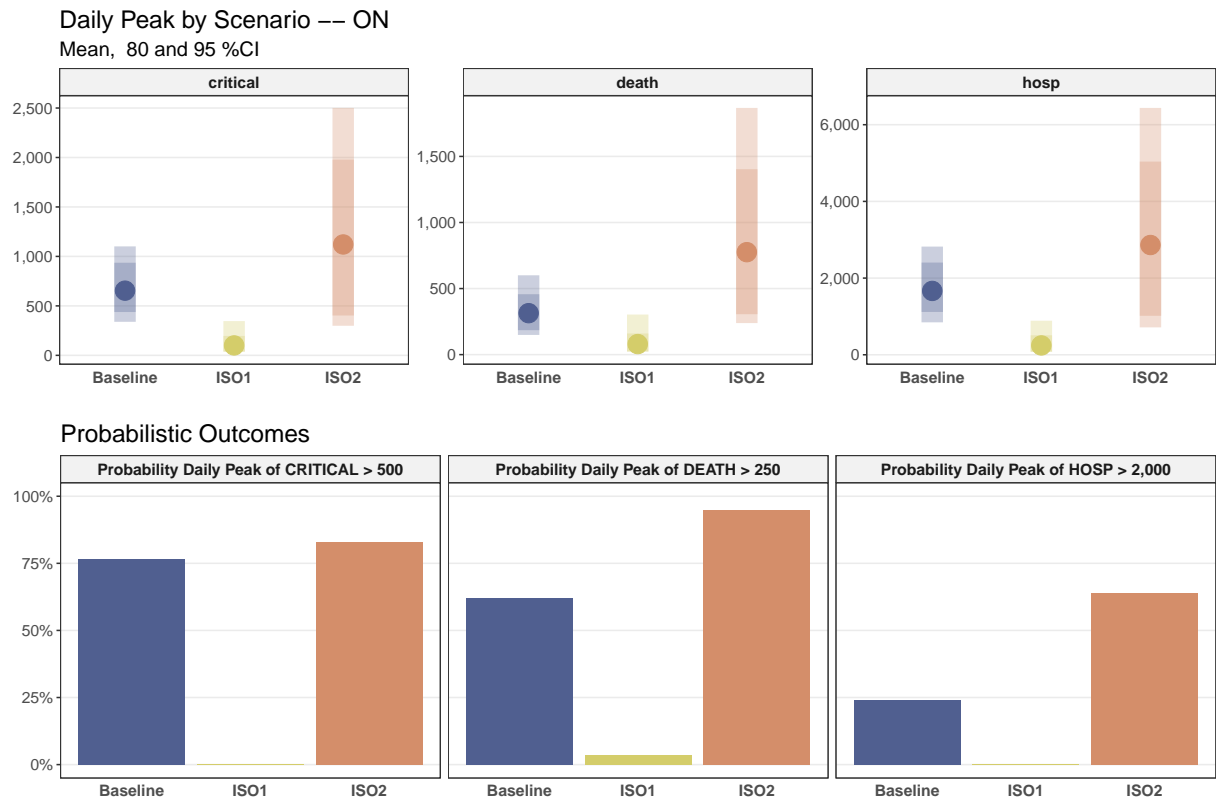 Daily Peak by Scenario −− ON
Mean,  80 and 95 %CI
critical
death
hosp
2,500
2,000
1,500
1,000
500
0
1,500
1,000
500
0
6,000
4,000
2,000
0
Baseline ISO1 ISO2
Baseline ISO1 ISO2
Baseline ISO1 ISO2
Probabilistic Outcomes
Probability Daily Peak of CRITICAL > 500
Probability Daily Peak of DEATH > 250
Probability Daily Peak of HOSP > 2,000
100%
75%
50%
25%
0%
Baseline ISO1 ISO2
Baseline ISO1 ISO2
Baseline ISO1 ISO2